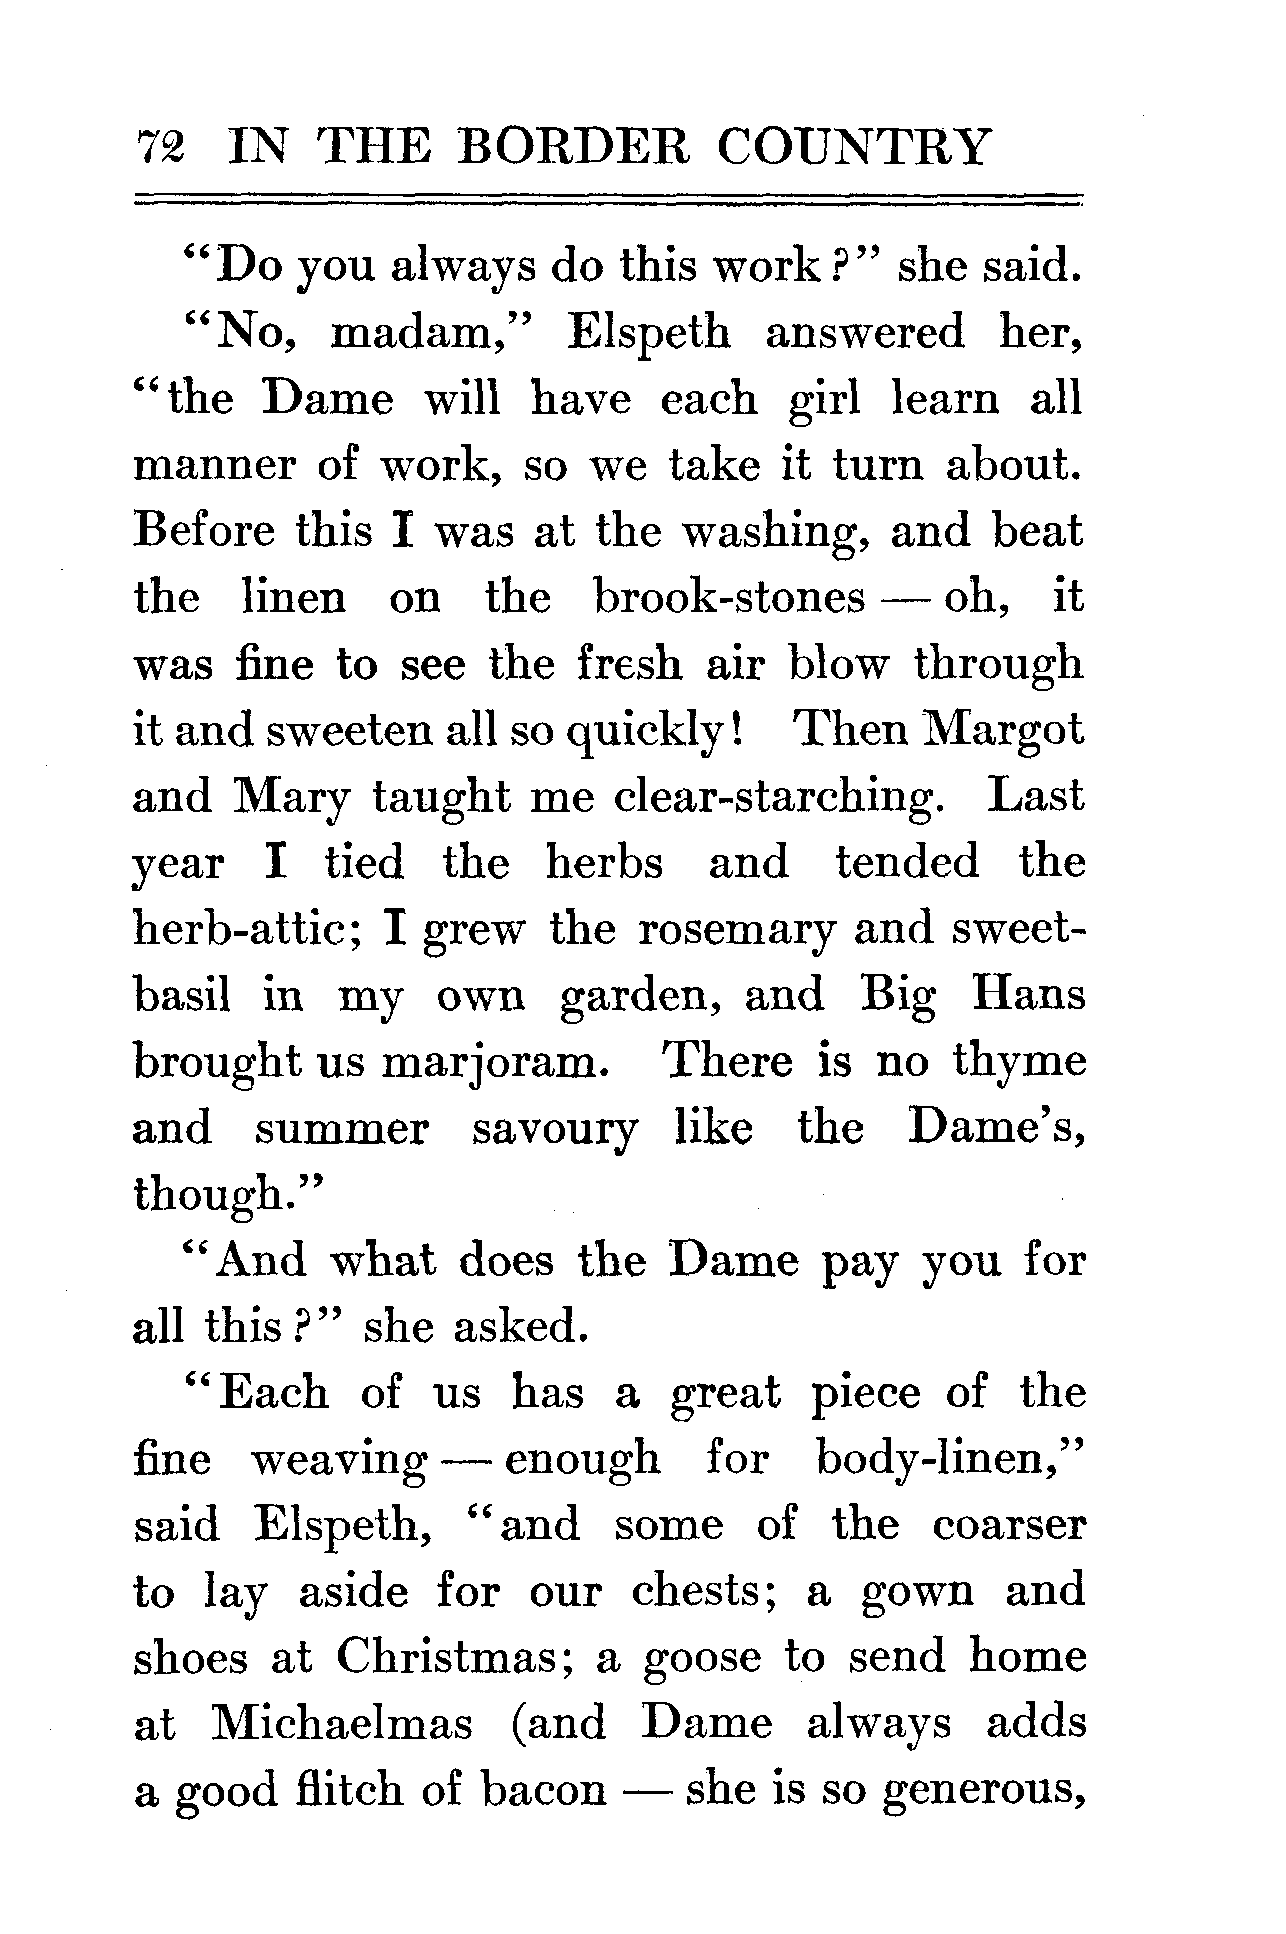 72 IN THE BORDER COUNTRY
“Do you always do this work?” she said.
“No, madam,” Elspeth answered her,
“the Dame will have each girl learn all
manner of work, so we take it turn about.
Before this I was at the washing, and beat
the linen on the brook-stones — oh, it
was fine to see the fresh air blow through
it and sweeten all so quickly! Then Margot
and Mary taught me clear-starching. Last
year I tied the herbs and tended the
herb-attic; I grew the rosemary and sweet-
basil in my own garden, and Big Hans
brought us marjoram. There is no thyme
and summer savoury like the Dame’s,
though.”
“And what does the Dame pay you for
all this?” she asked.
“Each of us has a great piece of the
fine weaving — enough for body-linen,”
said Elspeth, “and some of the coarser
to lay aside for our chests; a gown and
shoes at Christmas; a goose to send home
at Michaelmas (and Dame always adds
a good flitch of bacon — she is so generous,